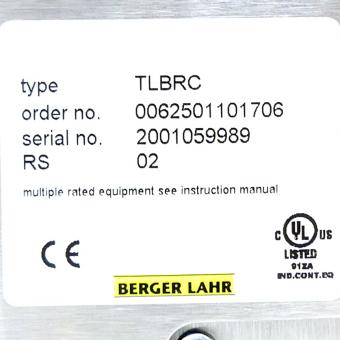 type TLBRC
order no. 0062501101706
serial no. 2001059989
RS 02
multiple rated equipment see instruction manual
CE
C UL US
LISTED
91ZA
IND.CONT.EQ
BERGER LAHR